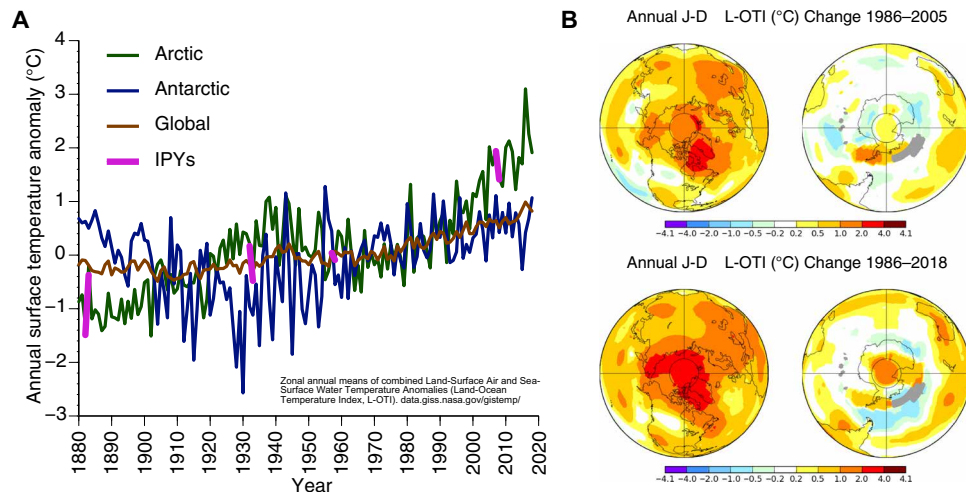 A
Annual surface temperature anomaly (°C)
4
3
2
1
0
−1
−2
−3
Arctic
Antarctic
Global
IPYs
Zonal annual means of combined Land-Surface Air and Sea-
Surface Water Temperature Anomalies (Land-Ocean
Temperature Index, L-OTI). data.giss.nasa.gov/gistemp/
1880 1890 1900 1910 1920 1930 1940 1950 1960 1970 1980 1990 2000 2010 2020
Year
B
Annual J-D L-OTI (°C) Change 1986–2005
−4.1 −4.0 −2.0 −1.0 −0.5 −0.2 0.2 0.5 1.0 2.0 4.0 4.1
Annual J-D L-OTI (°C) Change 1986–2018
−4.1 −4.0 −2.0 −1.0 −0.5 −0.2 0.2 0.5 1.0 2.0 4.0 4.1